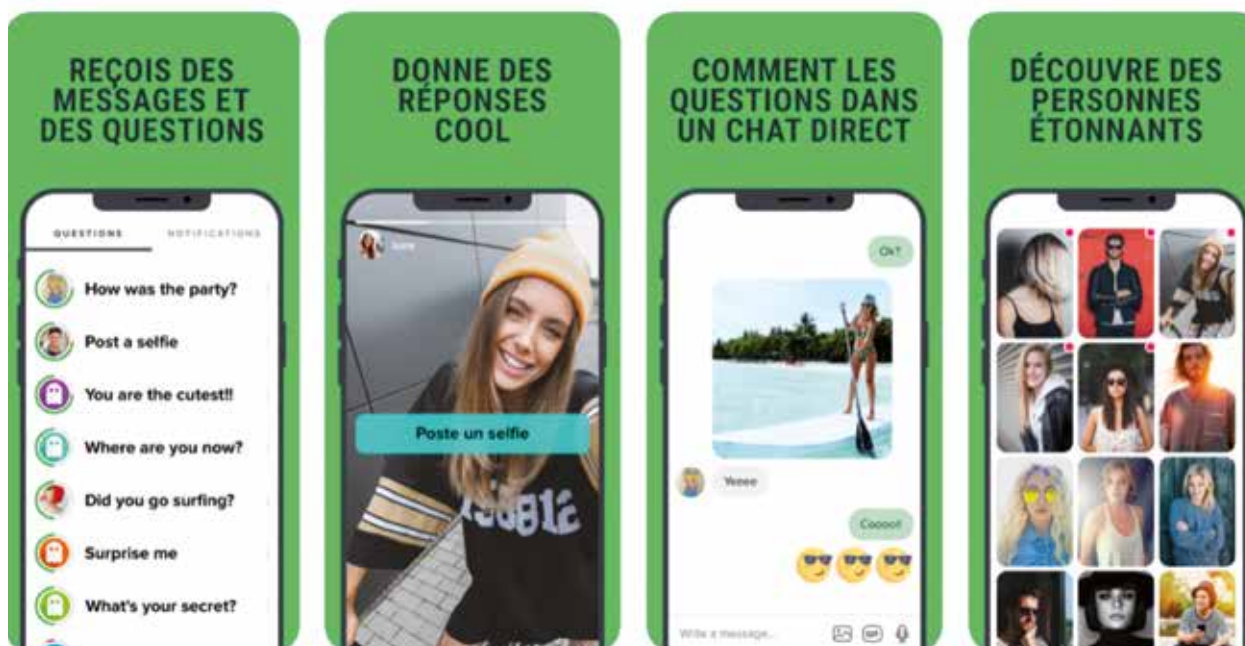 REÇOIS DES
MESSAGES ET
DES QUESTIONS
QUESTIONS NOTIFICATIONS
How was the party?
Post a selfie
You are the cutest!!
Where are you now?
Did you go surfing?
Surprise me
What's your secret?
DONNE DES
RÉPONSES
COOL
Poste un selfie
COMMENT LES
QUESTIONS DANS
UN CHAT DIRECT
Ok?
Yeeee
Write a message...
GIF
DÉCOUVRE DES
PERSONNES
ÉTONNANTS